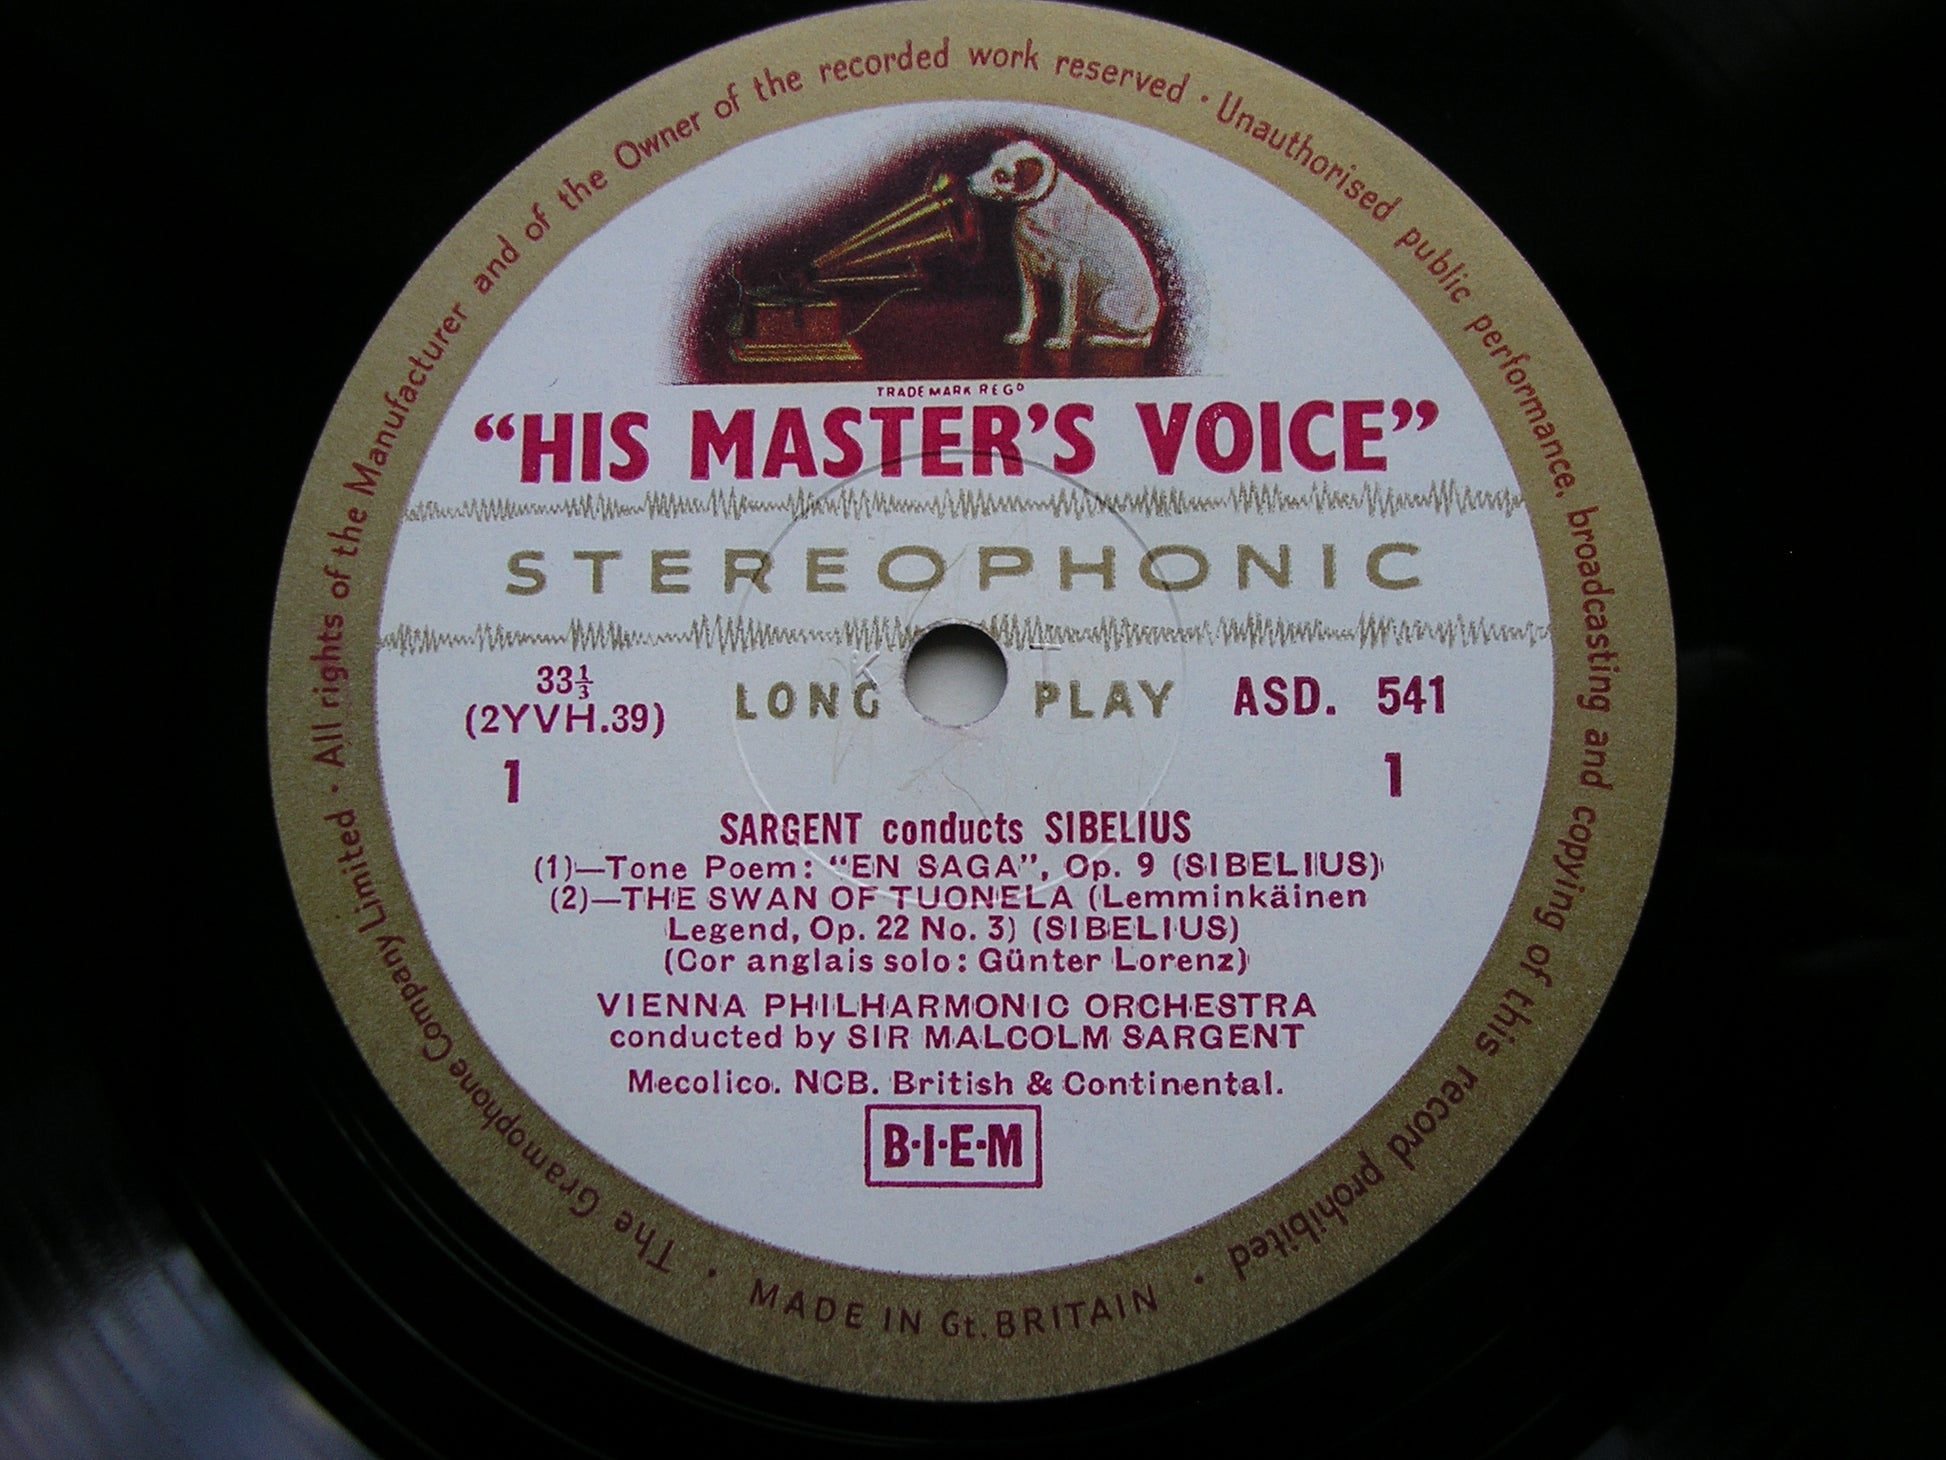 The Gramophone Company Limited · All rights of the Manufacturer and of the Owner of the recorded work reserved · Unauthorised public performance, broadcasting and copying of this record prohibited ·
TRADE MARK REGD
“HIS MASTER’S VOICE”
STEREOPHONIC
33⅓ LONG PLAY ASD. 541
(2YVH.39)
K T
1 1
SARGENT conducts SIBELIUS
(1)—Tone Poem: “EN SAGA”, Op. 9 (SIBELIUS)
(2)—THE SWAN OF TUONELA (Lemminkäinen
Legend, Op. 22 No. 3) (SIBELIUS)
(Cor anglais solo: Günter Lorenz)
VIENNA PHILHARMONIC ORCHESTRA
conducted by SIR MALCOLM SARGENT
Mecolico. NCB. British & Continental.
B·I·E·M
MADE IN Gt. BRITAIN